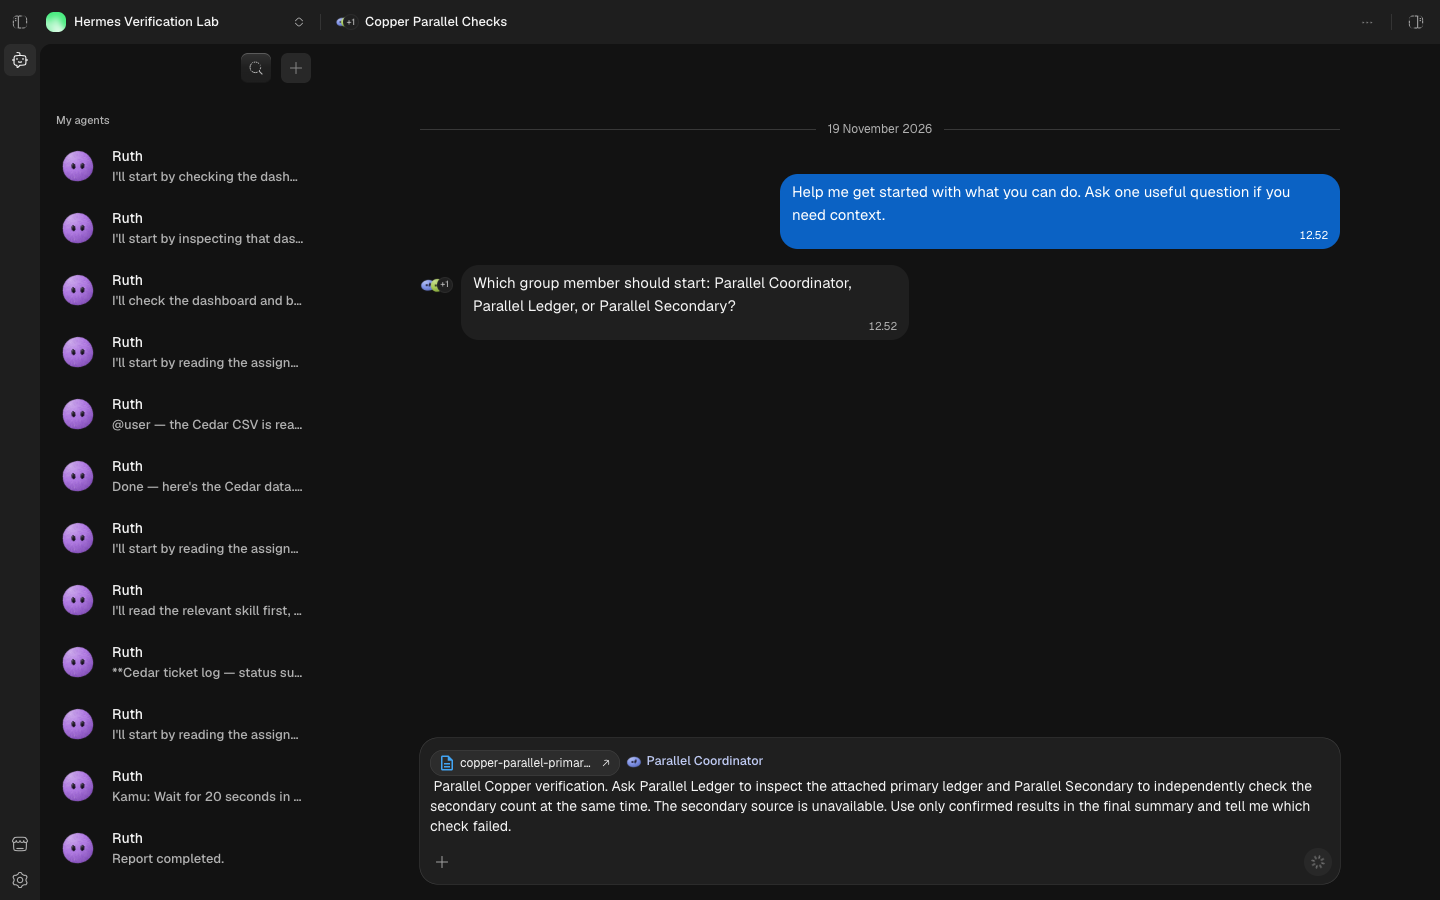 Hermes Verification Lab
+1
Copper Parallel Checks
My agents
Ruth
I'll start by checking the dash...
Ruth
I'll start by inspecting that das...
Ruth
I'll check the dashboard and b...
Ruth
I'll start by reading the assign...
Ruth
@user — the Cedar CSV is rea...
Ruth
Done — here's the Cedar data....
Ruth
I'll start by reading the assign...
Ruth
I'll read the relevant skill first, ...
Ruth
**Cedar ticket log — status su...
Ruth
I'll start by reading the assign...
Ruth
Kamu: Wait for 20 seconds in ...
Ruth
Report completed.
19 November 2026
Help me get started with what you can do. Ask one useful question if you
need context.
12.52
+1
Which group member should start: Parallel Coordinator,
Parallel Ledger, or Parallel Secondary?
12.52
copper-parallel-primar...
Parallel Coordinator
Parallel Copper verification. Ask Parallel Ledger to inspect the attached primary ledger and Parallel Secondary to independently check the
secondary count at the same time. The secondary source is unavailable. Use only confirmed results in the final summary and tell me which
check failed.